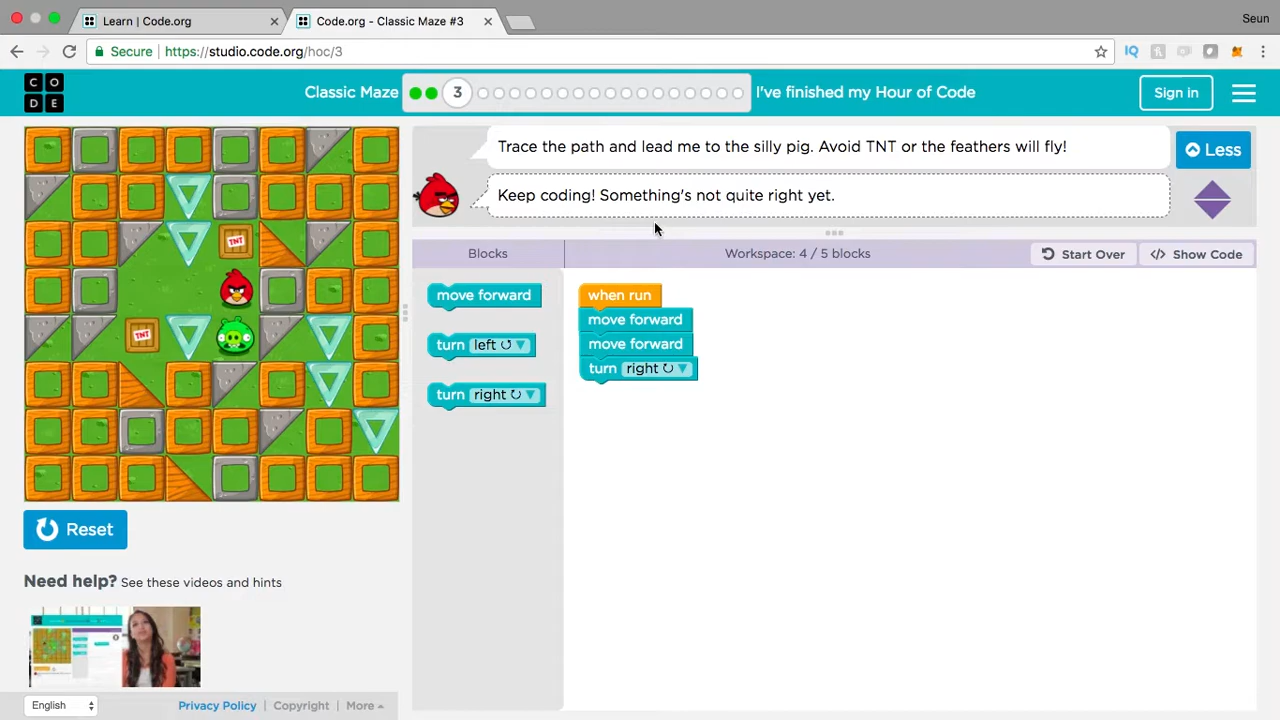 Learn | Code.org
Code.org - Classic Maze #3
Seun
Secure
https://studio.code.org/hoc/3
CODE
Classic Maze
3
I've finished my Hour of Code
Sign in
Trace the path and lead me to the silly pig. Avoid TNT or the feathers will fly!
Less
Keep coding! Something's not quite right yet.
Blocks
Workspace: 4 / 5 blocks
Start Over
</> Show Code
TNT
TNT
move forward
turn left
turn right
when run
move forward
move forward
turn right
Reset
Need help? See these videos and hints
English
Privacy Policy | Copyright | More